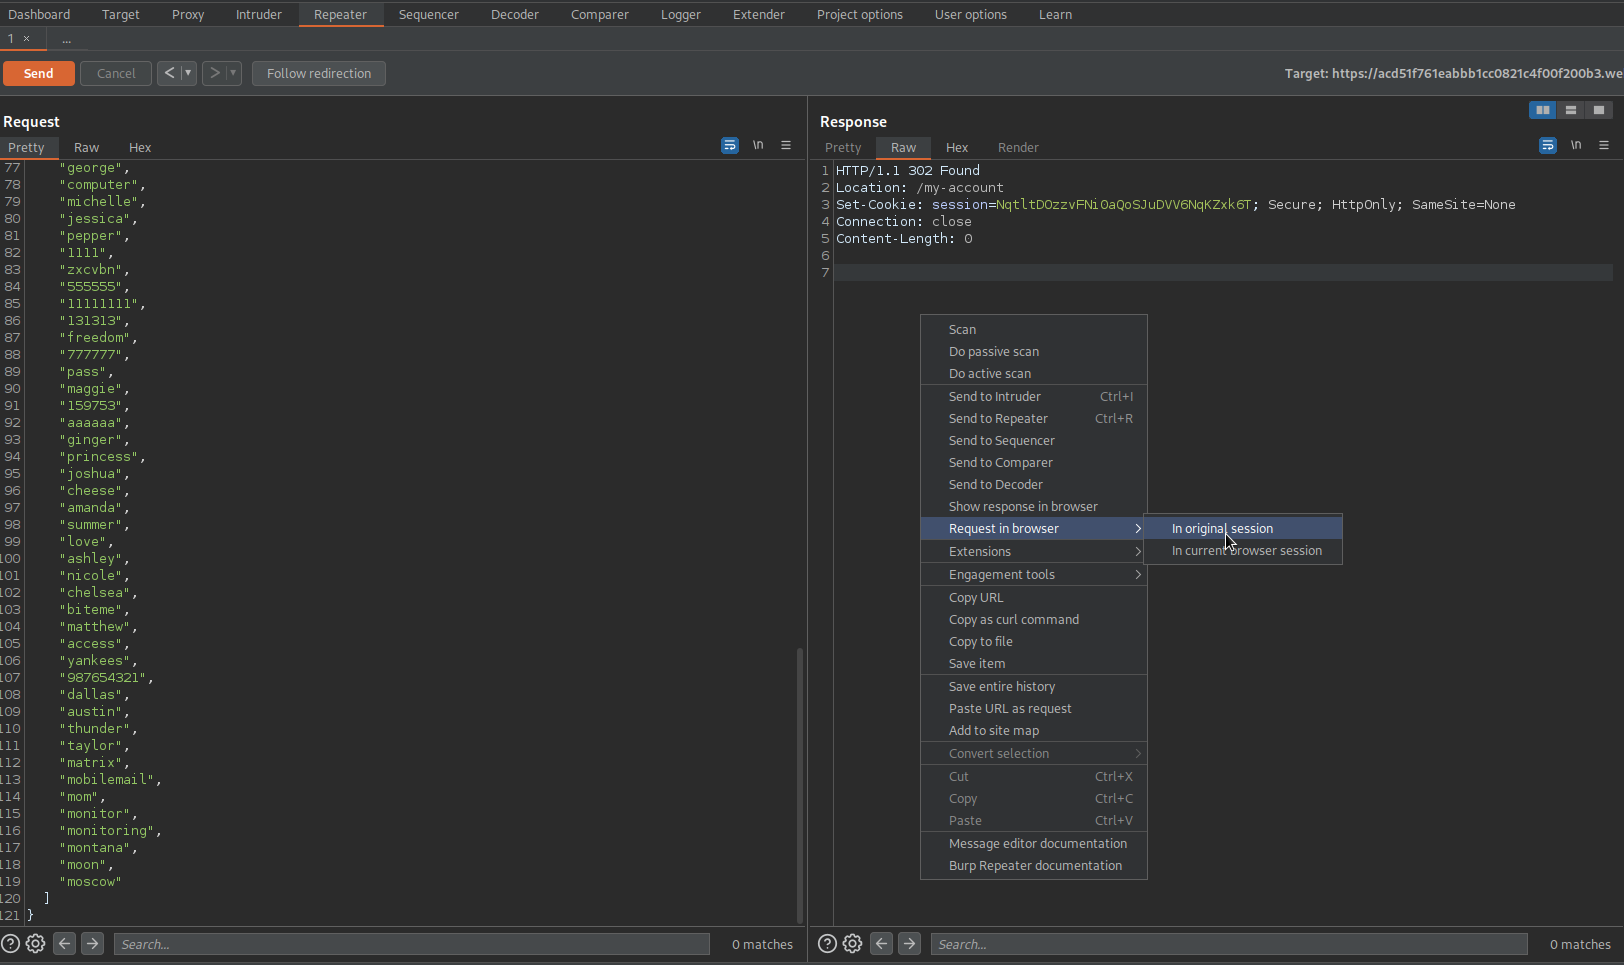 Dashboard Target Proxy Intruder Repeater Sequencer Decoder Comparer Logger Extender Project options User options Learn
1 × ...
Send Cancel < > Follow redirection Target: https://acd51f761eabbb1cc0821c4f00f200b3.we
Request
Pretty Raw Hex \n
77 "george",
78 "computer",
79 "michelle",
80 "jessica",
81 "pepper",
82 "1111",
83 "zxcvbn",
84 "555555",
85 "11111111",
86 "131313",
87 "freedom",
88 "777777",
89 "pass",
90 "maggie",
91 "159753",
92 "aaaaaa",
93 "ginger",
94 "princess",
95 "joshua",
96 "cheese",
97 "amanda",
98 "summer",
99 "love",
100 "ashley",
101 "nicole",
102 "chelsea",
103 "biteme",
104 "matthew",
105 "access",
106 "yankees",
107 "987654321",
108 "dallas",
109 "austin",
110 "thunder",
111 "taylor",
112 "matrix",
113 "mobilemail",
114 "mom",
115 "monitor",
116 "monitoring",
117 "montana",
118 "moon",
119 "moscow"
120 ]
121 }
Search... 0 matches
Response
Pretty Raw Hex Render \n
1 HTTP/1.1 302 Found
2 Location: /my-account
3 Set-Cookie: session=NqtltDOzzvFNiOaQoSJuDVV6NqKZxk6T; Secure; HttpOnly; SameSite=None
4 Connection: close
5 Content-Length: 0
6
7
Scan
Do passive scan
Do active scan
Send to Intruder Ctrl+I
Send to Repeater Ctrl+R
Send to Sequencer
Send to Comparer
Send to Decoder
Show response in browser
Request in browser >
In original session
In current browser session
Extensions >
Engagement tools >
Copy URL
Copy as curl command
Copy to file
Save item
Save entire history
Paste URL as request
Add to site map
Convert selection >
Cut Ctrl+X
Copy Ctrl+C
Paste Ctrl+V
Message editor documentation
Burp Repeater documentation
Search... 0 matches